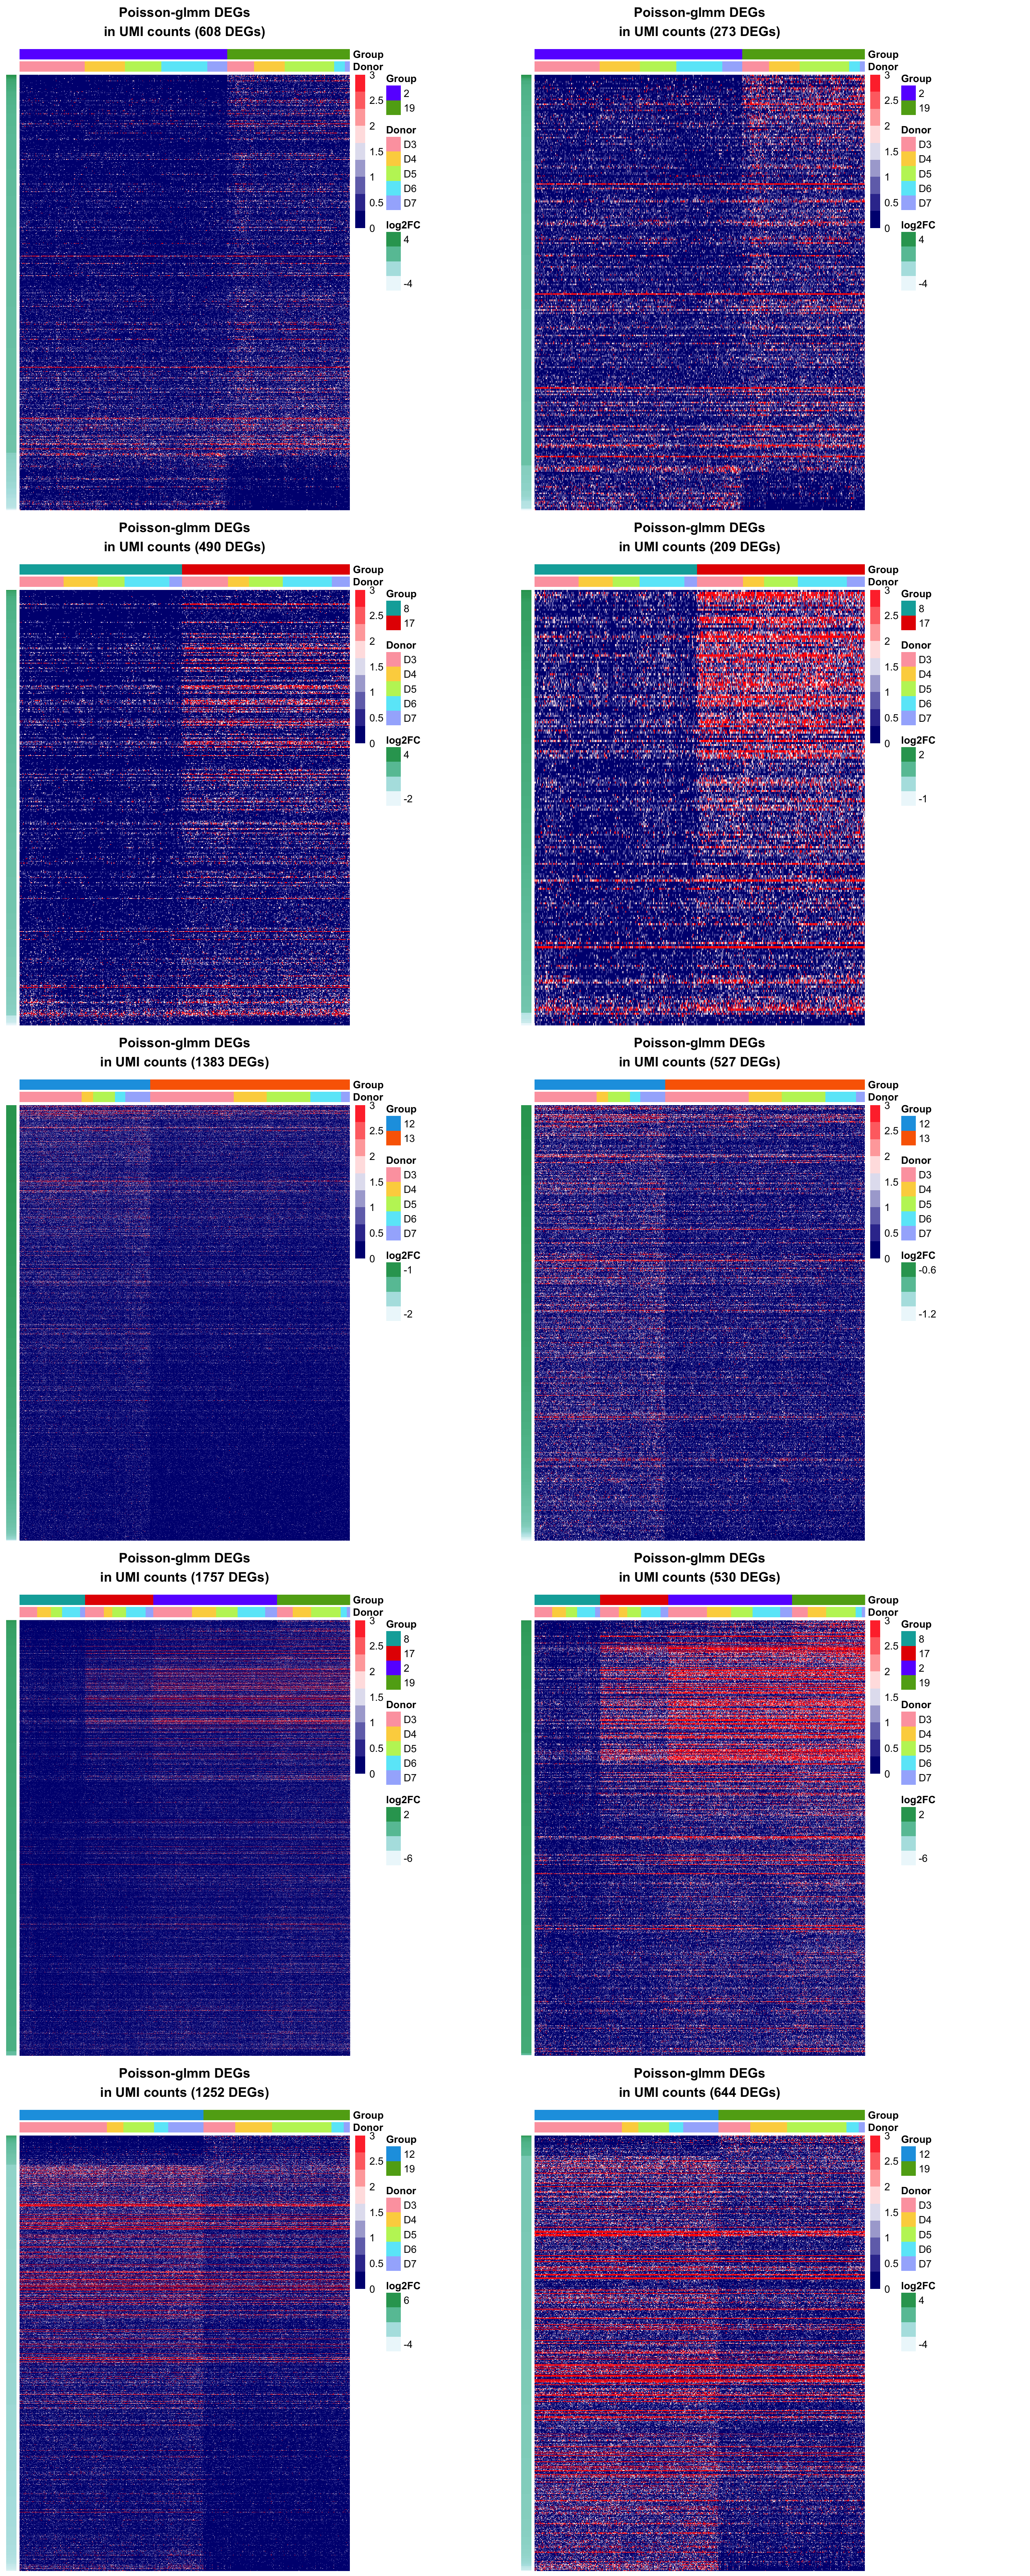 Poisson-glmm DEGs
in UMI counts (608 DEGs)
Group
Donor
3
2.5
2
1.5
1
0.5
0
Group
2
19
Donor
D3
D4
D5
D6
D7
log2FC
4
-4
Poisson-glmm DEGs
in UMI counts (273 DEGs)
Group
Donor
3
2.5
2
1.5
1
0.5
0
Group
2
19
Donor
D3
D4
D5
D6
D7
log2FC
4
-4
Poisson-glmm DEGs
in UMI counts (490 DEGs)
Group
Donor
3
2.5
2
1.5
1
0.5
0
Group
8
17
Donor
D3
D4
D5
D6
D7
log2FC
4
-2
Poisson-glmm DEGs
in UMI counts (209 DEGs)
Group
Donor
3
2.5
2
1.5
1
0.5
0
Group
8
17
Donor
D3
D4
D5
D6
D7
log2FC
2
-1
Poisson-glmm DEGs
in UMI counts (1383 DEGs)
Group
Donor
3
2.5
2
1.5
1
0.5
0
Group
12
13
Donor
D3
D4
D5
D6
D7
log2FC
-1
-2
Poisson-glmm DEGs
in UMI counts (527 DEGs)
Group
Donor
3
2.5
2
1.5
1
0.5
0
Group
12
13
Donor
D3
D4
D5
D6
D7
log2FC
-0.6
-1.2
Poisson-glmm DEGs
in UMI counts (1757 DEGs)
Group
Donor
3
2.5
2
1.5
1
0.5
0
Group
8
17
2
19
Donor
D3
D4
D5
D6
D7
log2FC
2
-6
Poisson-glmm DEGs
in UMI counts (530 DEGs)
Group
Donor
3
2.5
2
1.5
1
0.5
0
Group
8
17
2
19
Donor
D3
D4
D5
D6
D7
log2FC
2
-6
Poisson-glmm DEGs
in UMI counts (1252 DEGs)
Group
Donor
3
2.5
2
1.5
1
0.5
0
Group
12
19
Donor
D3
D4
D5
D6
D7
log2FC
6
-4
Poisson-glmm DEGs
in UMI counts (644 DEGs)
Group
Donor
3
2.5
2
1.5
1
0.5
0
Group
12
19
Donor
D3
D4
D5
D6
D7
log2FC
4
-4